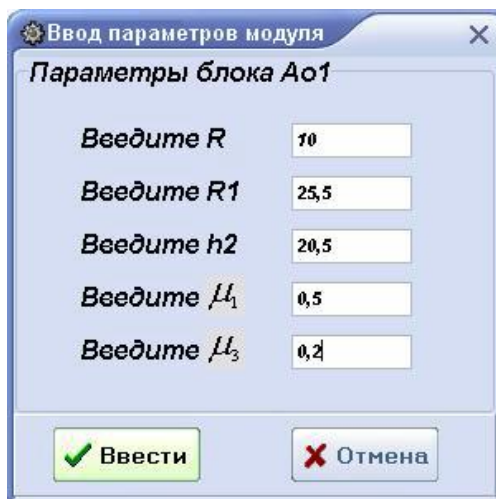 Ввод параметров модуля
Параметры блока Ао1
Введите R 10
Введите R1 25,5
Введите h2 20,5
Введите μ₁ 0,5
Введите μ₃ 0,2
Ввести Отмена